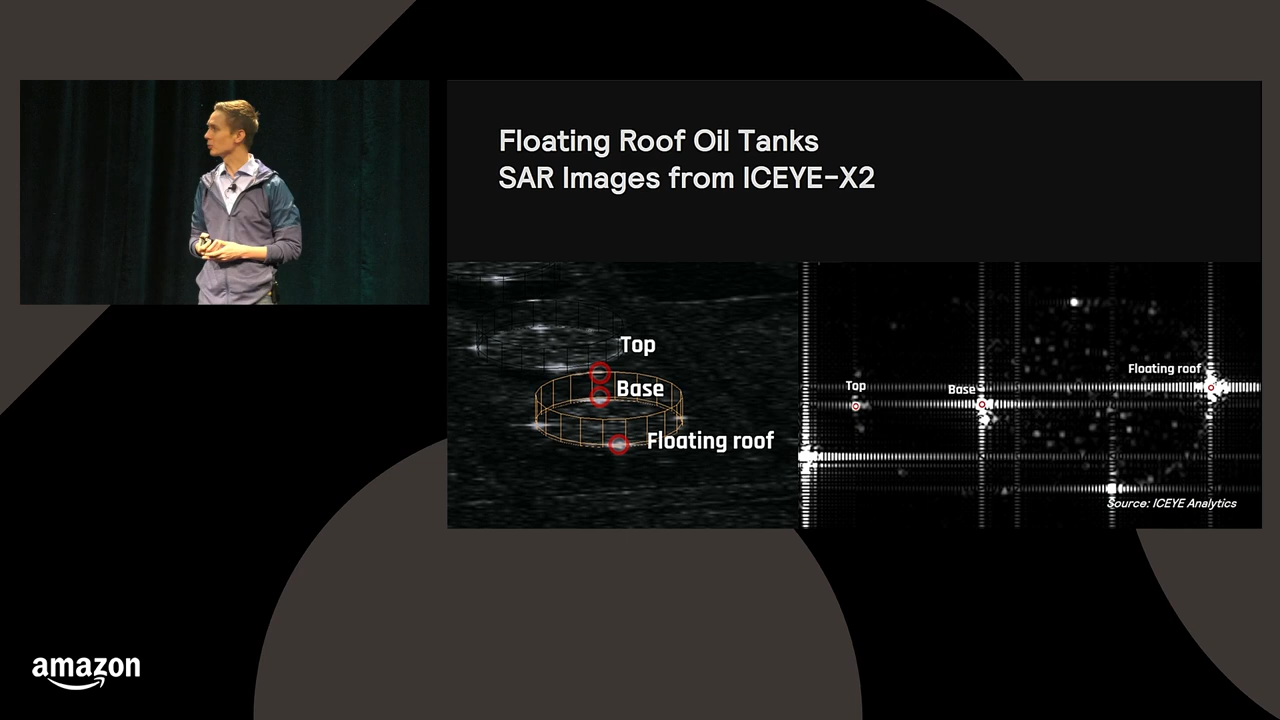 Floating Roof Oil Tanks
SAR Images from ICEYE-X2
Top
Base
Floating roof
Floating roof
Top
Base
Source: ICEYE Analytics
amazon